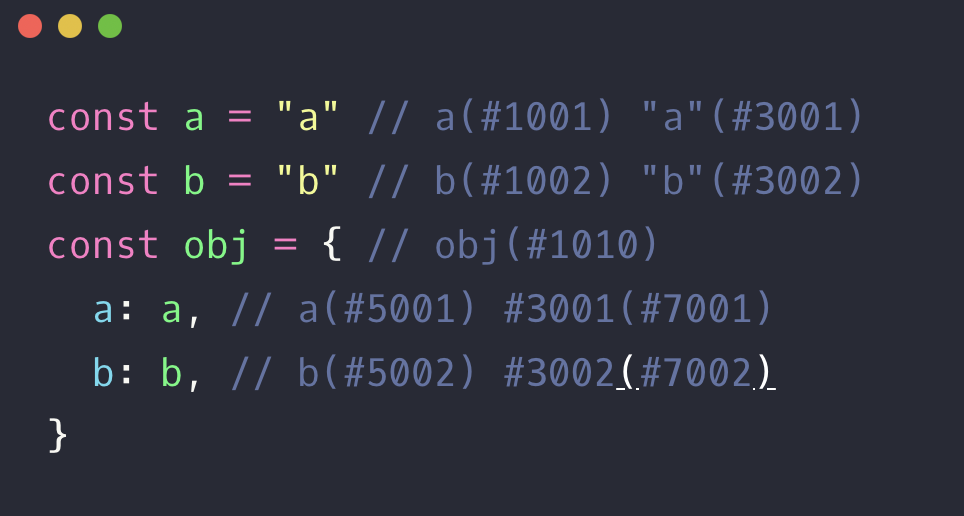 const a = "a" // a(#1001) "a"(#3001)
const b = "b" // b(#1002) "b"(#3002)
const obj = { // obj(#1010)
  a: a, // a(#5001) #3001(#7001)
  b: b, // b(#5002) #3002(#7002)
}